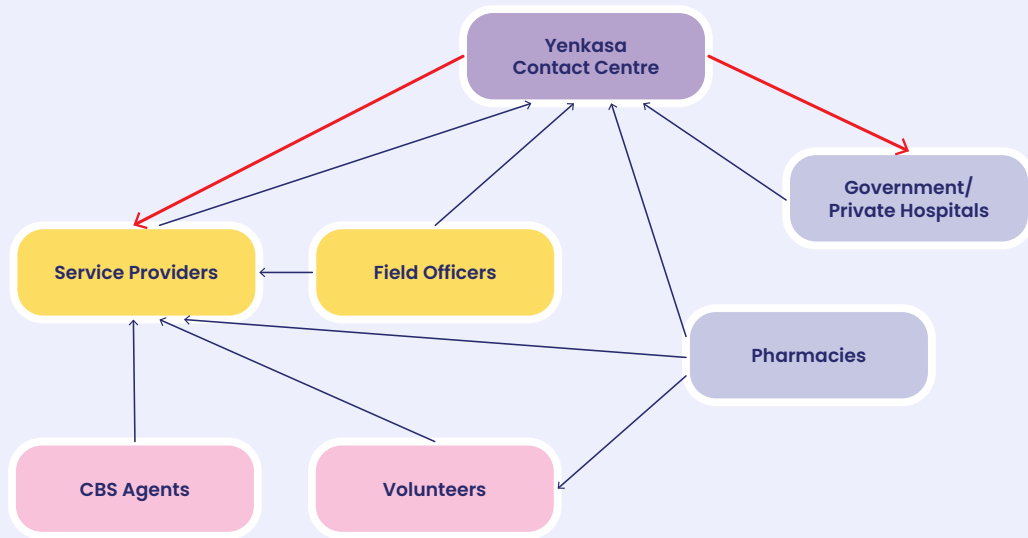 Yenkasa
Contact Centre
Government/
Private Hospitals
Service Providers
Field Officers
Pharmacies
CBS Agents
Volunteers